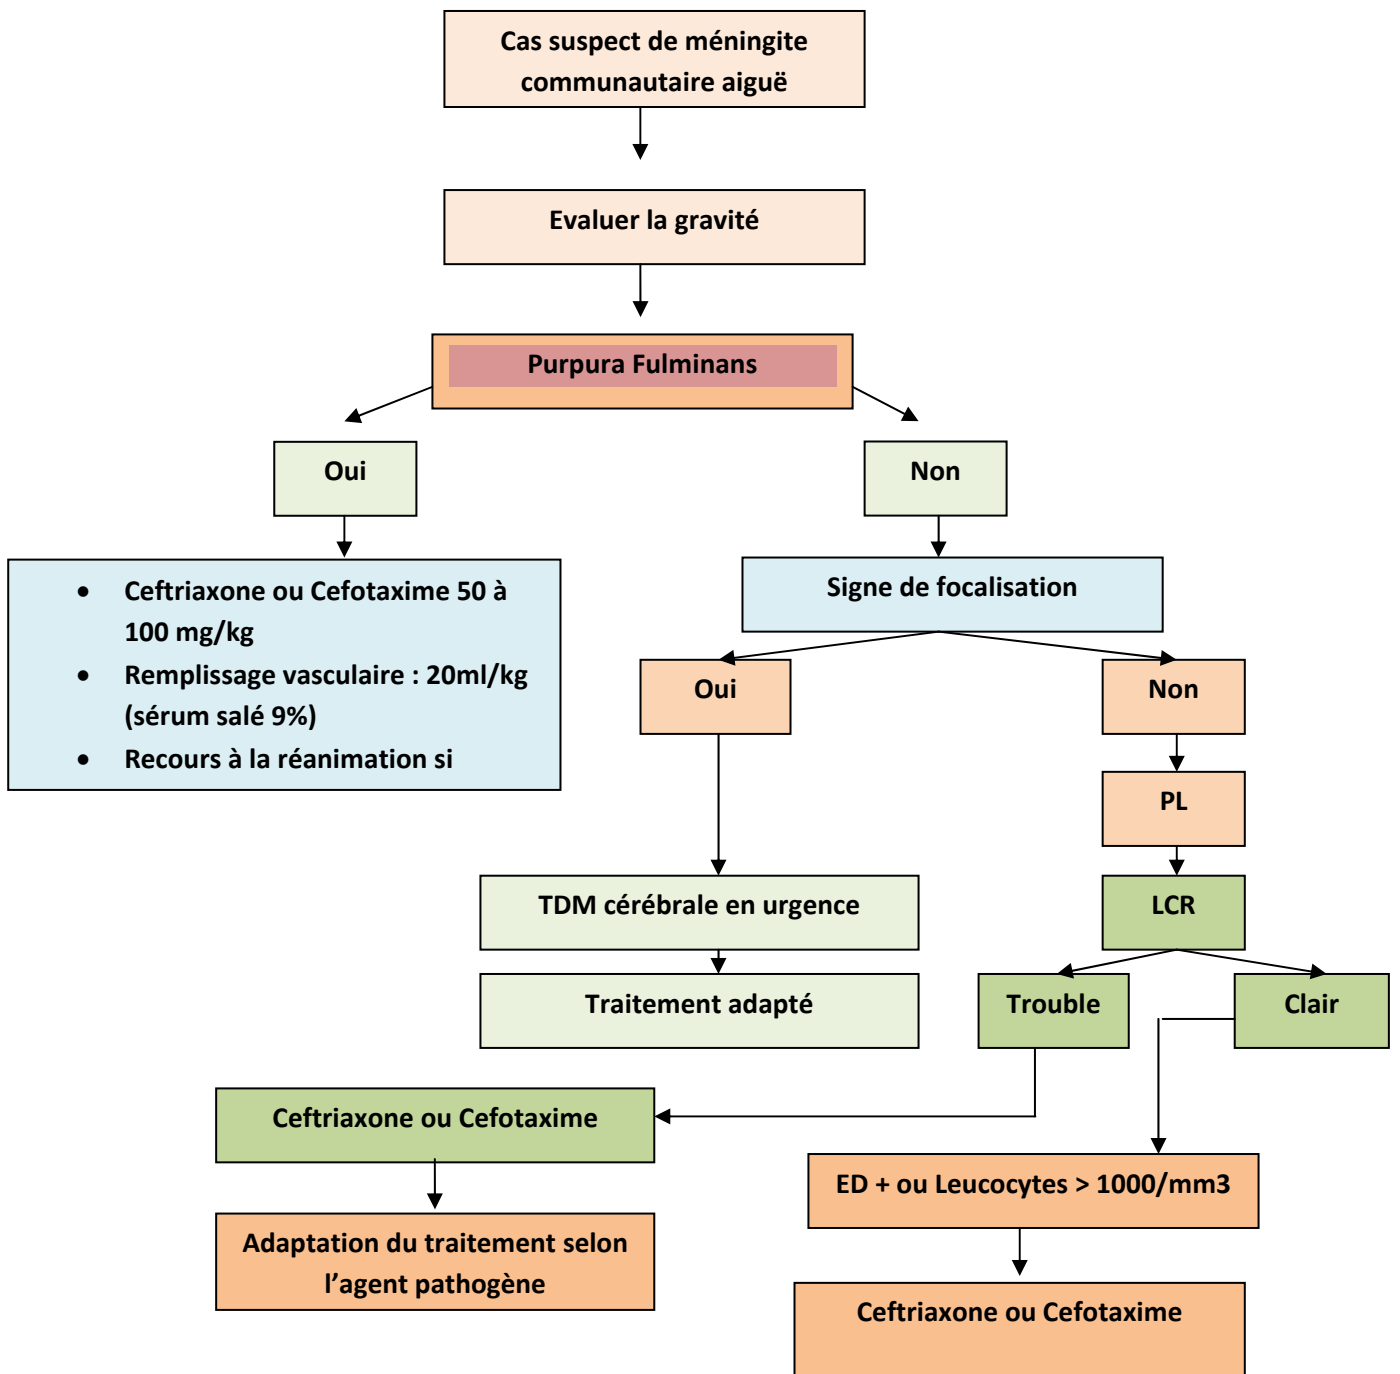 Cas suspect de méningite
communautaire aiguë
Evaluer la gravité
Purpura Fulminans
Oui
Non
• Ceftriaxone ou Cefotaxime 50 à
100 mg/kg
• Remplissage vasculaire : 20ml/kg
(sérum salé 9%)
• Recours à la réanimation si
Signe de focalisation
Oui
Non
PL
TDM cérébrale en urgence
LCR
Traitement adapté
Trouble
Clair
Ceftriaxone ou Cefotaxime
ED + ou Leucocytes > 1000/mm3
Adaptation du traitement selon
l’agent pathogène
Ceftriaxone ou Cefotaxime